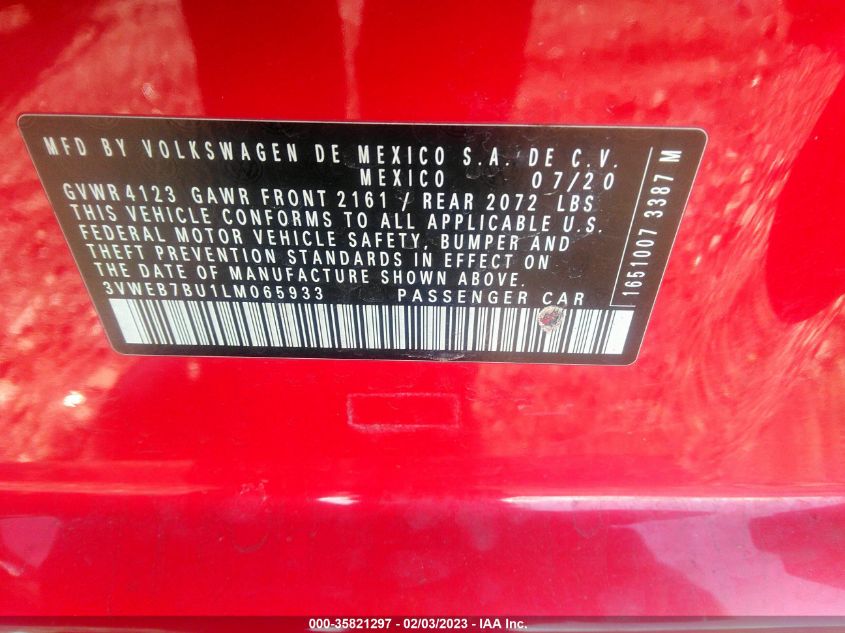 MFD BY VOLKSWAGEN DE MEXICO S.A. DE C.V.
MEXICO 07/20
GVWR 4123 GAWR FRONT 2161 / REAR 2072 LBS
THIS VEHICLE CONFORMS TO ALL APPLICABLE U.S.
FEDERAL MOTOR VEHICLE SAFETY, BUMPER AND
THEFT PREVENTION STANDARDS IN EFFECT ON
THE DATE OF MANUFACTURE SHOWN ABOVE.
3VWEB7BU1LM065933 PASSENGER CAR
1651007 3387 M
000-35821297 - 02/03/2023 - IAA Inc.